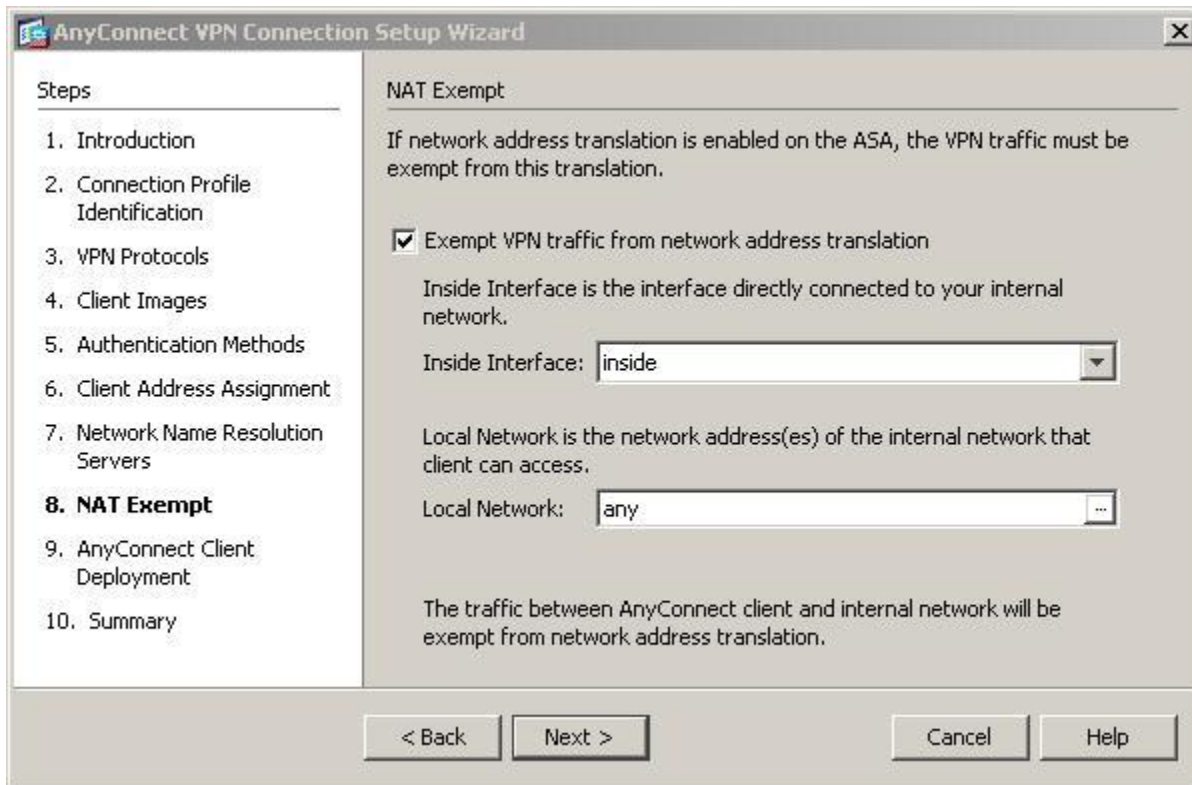 AnyConnect VPN Connection Setup Wizard
Steps
1. Introduction
2. Connection Profile
Identification
3. VPN Protocols
4. Client Images
5. Authentication Methods
6. Client Address Assignment
7. Network Name Resolution
Servers
8. NAT Exempt
9. AnyConnect Client
Deployment
10. Summary
NAT Exempt
If network address translation is enabled on the ASA, the VPN traffic must be
exempt from this translation.
Exempt VPN traffic from network address translation
Inside Interface is the interface directly connected to your internal
network.
Inside Interface: inside
Local Network is the network address(es) of the internal network that
client can access.
Local Network: any ...
The traffic between AnyConnect client and internal network will be
exempt from network address translation.
< Back Next > Cancel Help